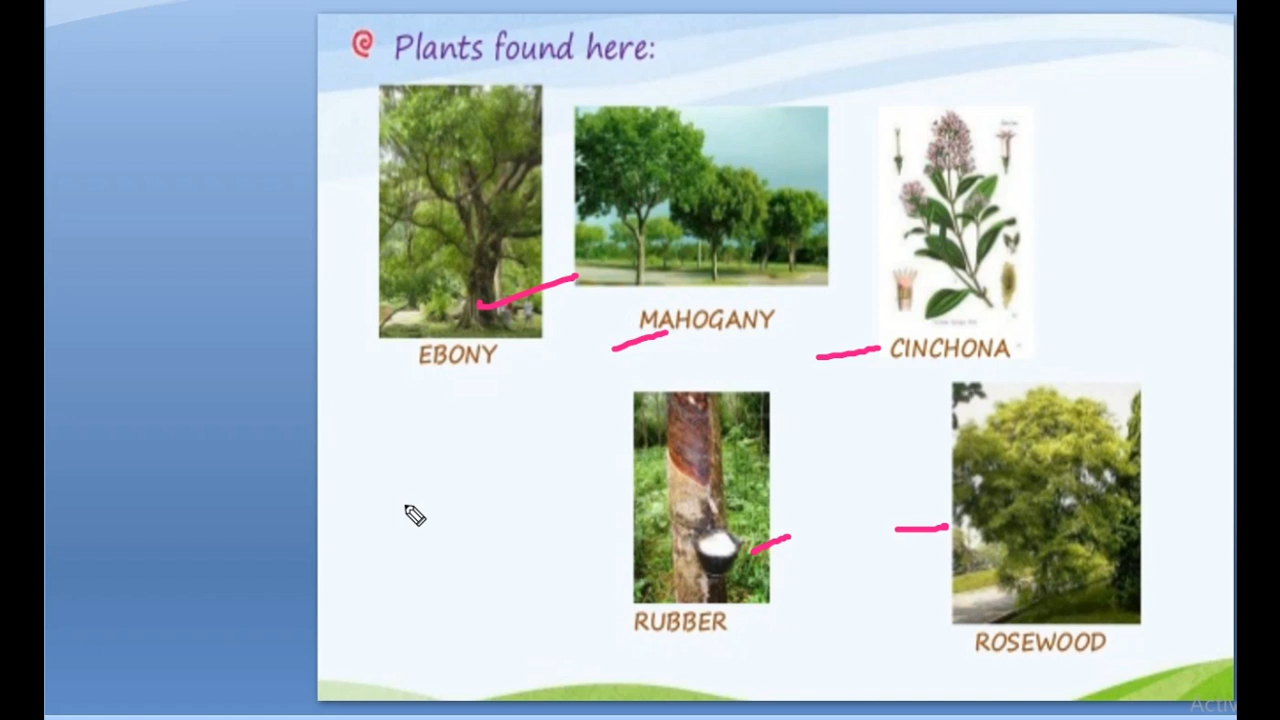 Plants found here:
MAHOGANY
EBONY
CINCHONA
RUBBER
ROSEWOOD